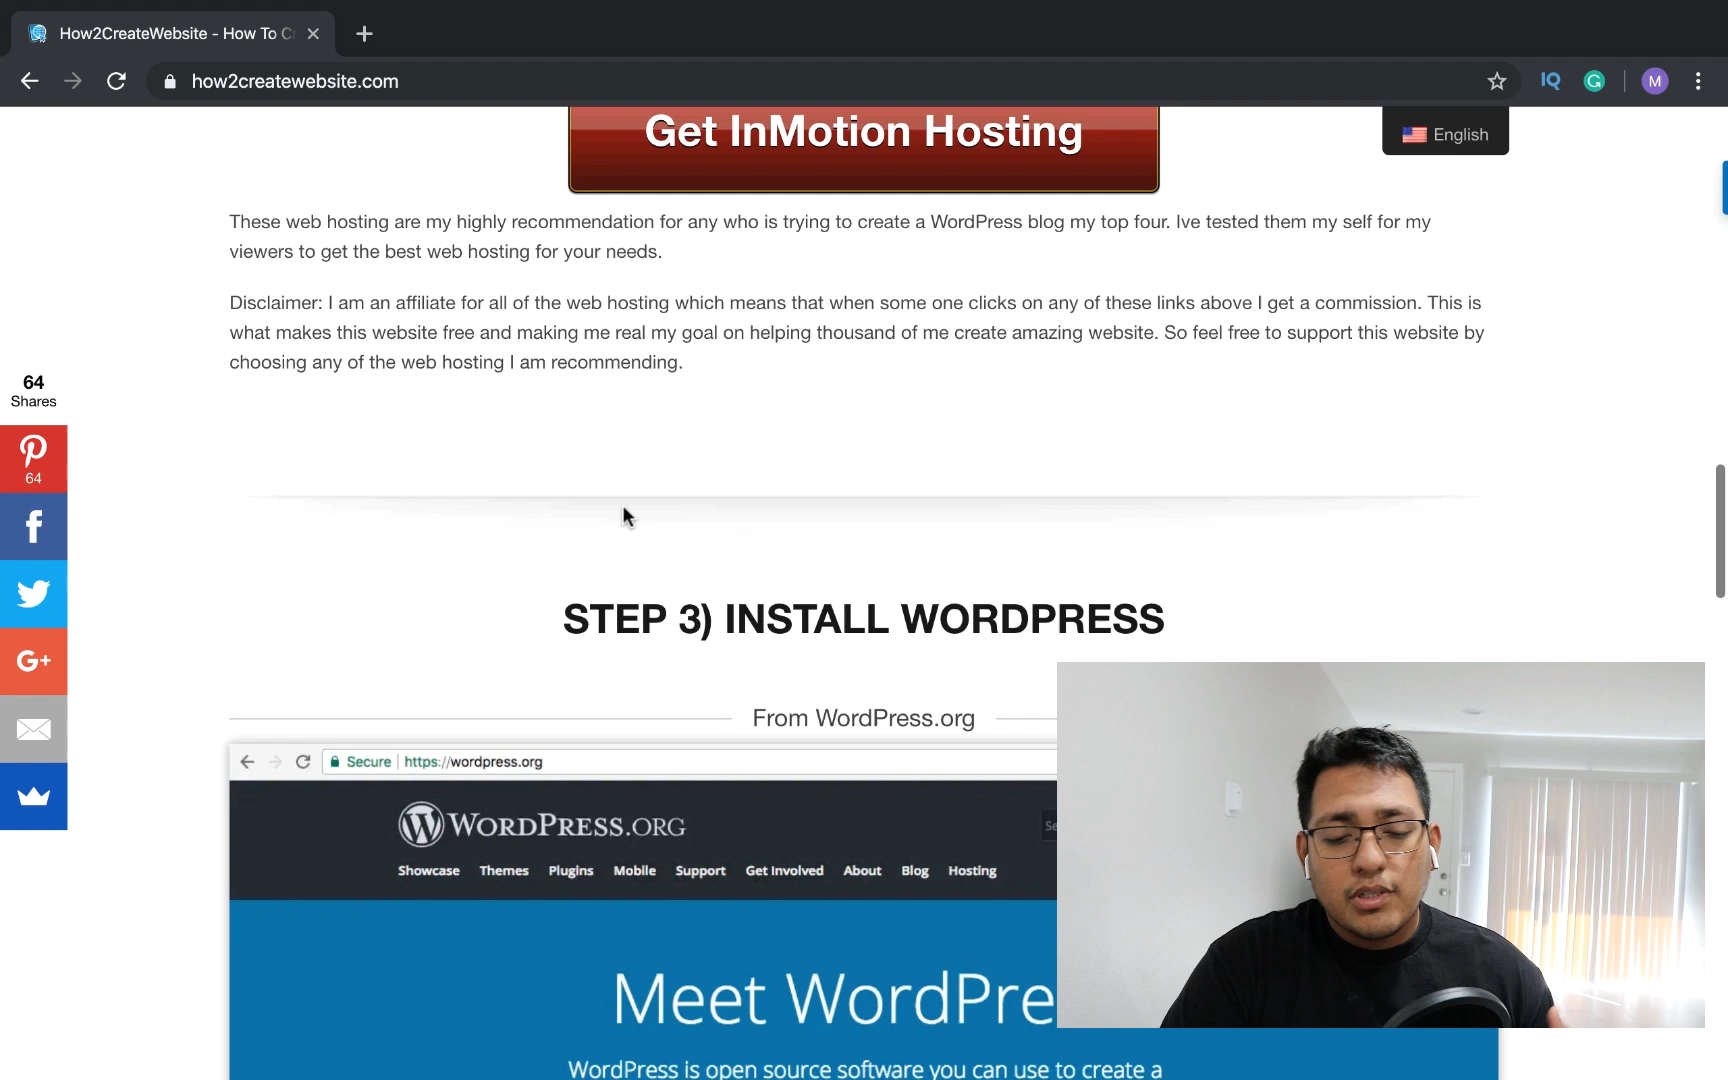 How2CreateWebsite - How To C
how2createwebsite.com
IQ
G
M
Get InMotion Hosting
English
These web hosting are my highly recommendation for any who is trying to create a WordPress blog my top four. Ive tested them my self for my
viewers to get the best web hosting for your needs.
Disclaimer: I am an affiliate for all of the web hosting which means that when some one clicks on any of these links above I get a commission. This is
what makes this website free and making me real my goal on helping thousand of me create amazing website. So feel free to support this website by
choosing any of the web hosting I am recommending.
64
Shares
64
G+
STEP 3) INSTALL WORDPRESS
From WordPress.org
Secure https://wordpress.org
WORDPRESS.ORG
Se
Showcase Themes Plugins Mobile Support Get Involved About Blog Hosting
Meet WordPre
WordPress is open source software you can use to create a